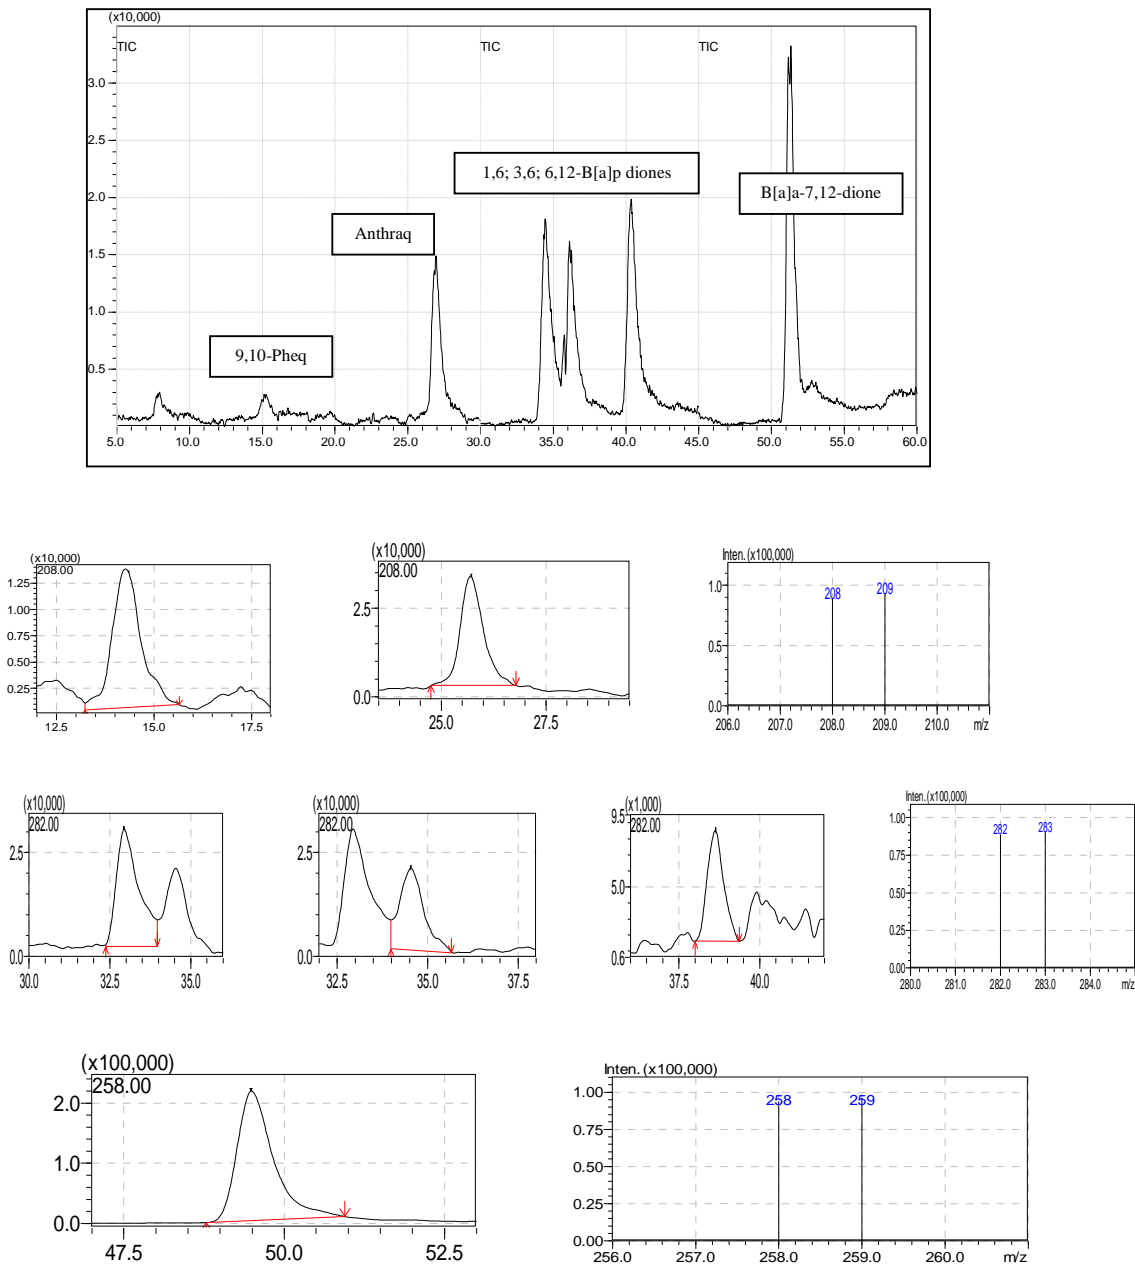 (x10,000)
TIC TIC TIC
3.0
2.5
2.0
1.5
1.0
0.5
1,6; 3,6; 6,12-B[a]p diones
B[a]a-7,12-dione
Anthraq
9,10-Pheq
5.0 10.0 15.0 20.0 25.0 30.0 35.0 40.0 45.0 50.0 55.0 60.0
(x10,000)
208.00
1.25
1.00
0.75
0.50
0.25
12.5 15.0 17.5
(x10,000)
208.00
2.5
0.0
25.0 27.5
Inten. (x100,000)
1.0
0.5
0.0
208 209
206.0 207.0 208.0 209.0 210.0 m/z
(x10,000)
282.00
2.5
0.0
30.0 32.5 35.0
(x10,000)
282.00
2.5
0.0
32.5 35.0 37.5
(x1,000)
9.5
282.00
5.0
0.6
37.5 40.0
Inten. (x100,000)
1.00
0.75
0.50
0.25
0.00
282 283
280.0 281.0 282.0 283.0 284.0 m/z
(x100,000)
258.00
2.0
1.0
0.0
47.5 50.0 52.5
Inten. (x100,000)
1.00
0.75
0.50
0.25
0.00
258 259
256.0 257.0 258.0 259.0 260.0 m/z